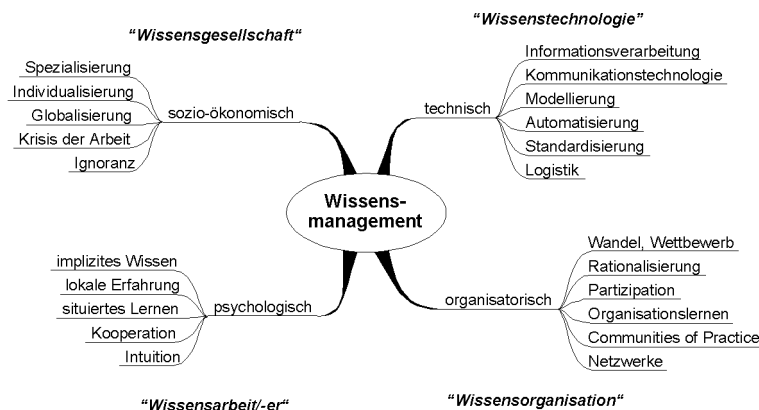 “Wissensgesellschaft“
Spezialisierung
Individualisierung
Globalisierung
Krisis der Arbeit
Ignoranz
sozio-ökonomisch
“Wissenstechnologie”
technisch
Informationsverarbeitung
Kommunikationstechnologie
Modellierung
Automatisierung
Standardisierung
Logistik
Wissens-
management
implizites Wissen
lokale Erfahrung
situiertes Lernen
Kooperation
Intuition
psychologisch
“Wissensarbeit/-er“
organisatorisch
Wandel, Wettbewerb
Rationalisierung
Partizipation
Organisationslernen
Communities of Practice
Netzwerke
“Wissensorganisation“